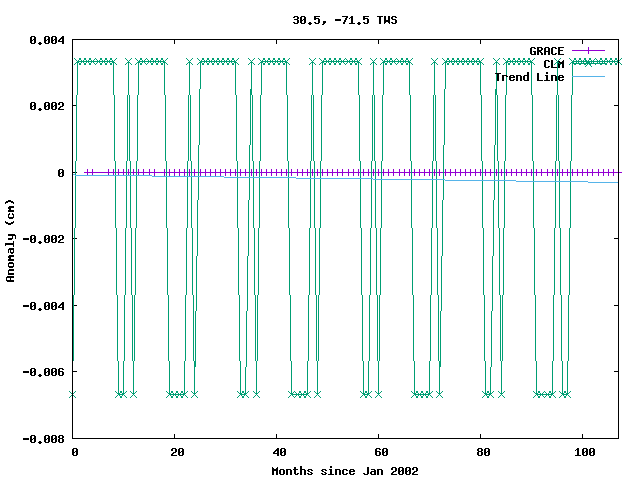 30.5, -71.5 TWS
0.004
0.002
0
-0.002
-0.004
-0.006
-0.008
Anomaly (cm)
GRACE
CLM
Trend Line
0 20 40 60 80 100
Months since Jan 2002